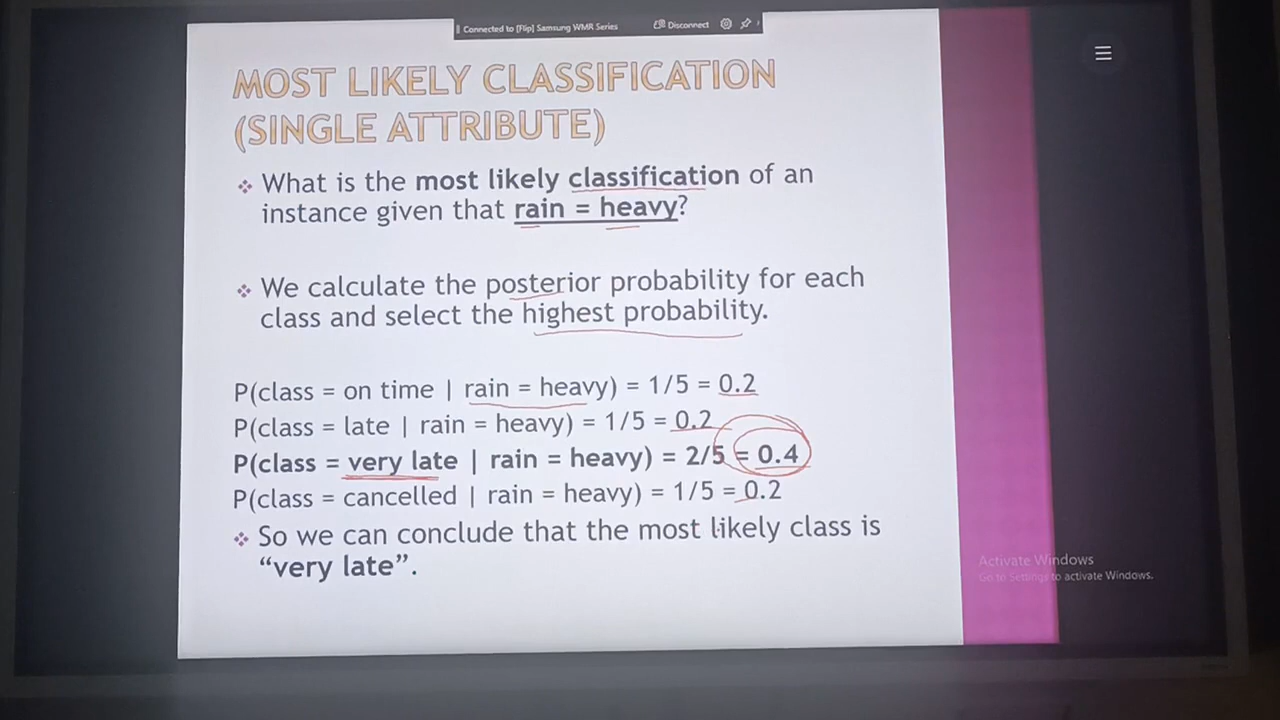 Connected to [Flip] Samsung WMR Series Disconnect
MOST LIKELY CLASSIFICATION
(SINGLE ATTRIBUTE)
❖ What is the most likely classification of an
instance given that rain = heavy?
❖ We calculate the posterior probability for each
class and select the highest probability.
P(class = on time | rain = heavy) = 1/5 = 0.2
P(class = late | rain = heavy) = 1/5 = 0.2
P(class = very late | rain = heavy) = 2/5 = 0.4
P(class = cancelled | rain = heavy) = 1/5 = 0.2
❖ So we can conclude that the most likely class is
“very late”.
Activate Windows
Go to Settings to activate Windows.